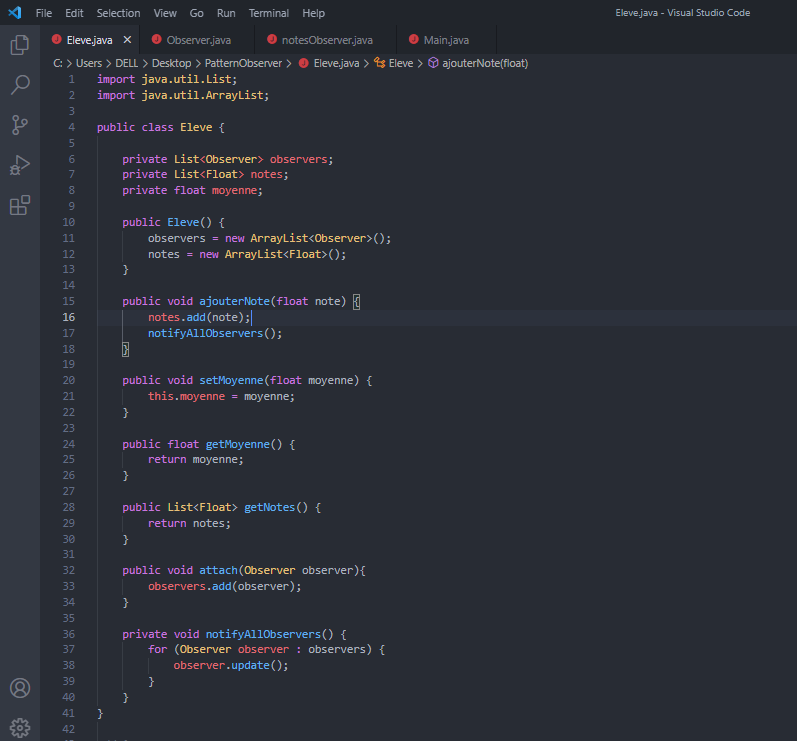 File Edit Selection View Go Run Terminal Help Eleve.java - Visual Studio Code
Eleve.java Observer.java notesObserver.java Main.java
C: > Users > DELL > Desktop > PatternObserver > Eleve.java > Eleve > ajouterNote(float)
1 import java.util.List;
2 import java.util.ArrayList;
3
4 public class Eleve {
5
6 private List<Observer> observers;
7 private List<Float> notes;
8 private float moyenne;
9
10 public Eleve() {
11 observers = new ArrayList<Observer>();
12 notes = new ArrayList<Float>();
13 }
14
15 public void ajouterNote(float note) {
16 notes.add(note);
17 notifyAllObservers();
18 }
19
20 public void setMoyenne(float moyenne) {
21 this.moyenne = moyenne;
22 }
23
24 public float getMoyenne() {
25 return moyenne;
26 }
27
28 public List<Float> getNotes() {
29 return notes;
30 }
31
32 public void attach(Observer observer){
33 observers.add(observer);
34 }
35
36 private void notifyAllObservers() {
37 for (Observer observer : observers) {
38 observer.update();
39 }
40 }
41 }
42